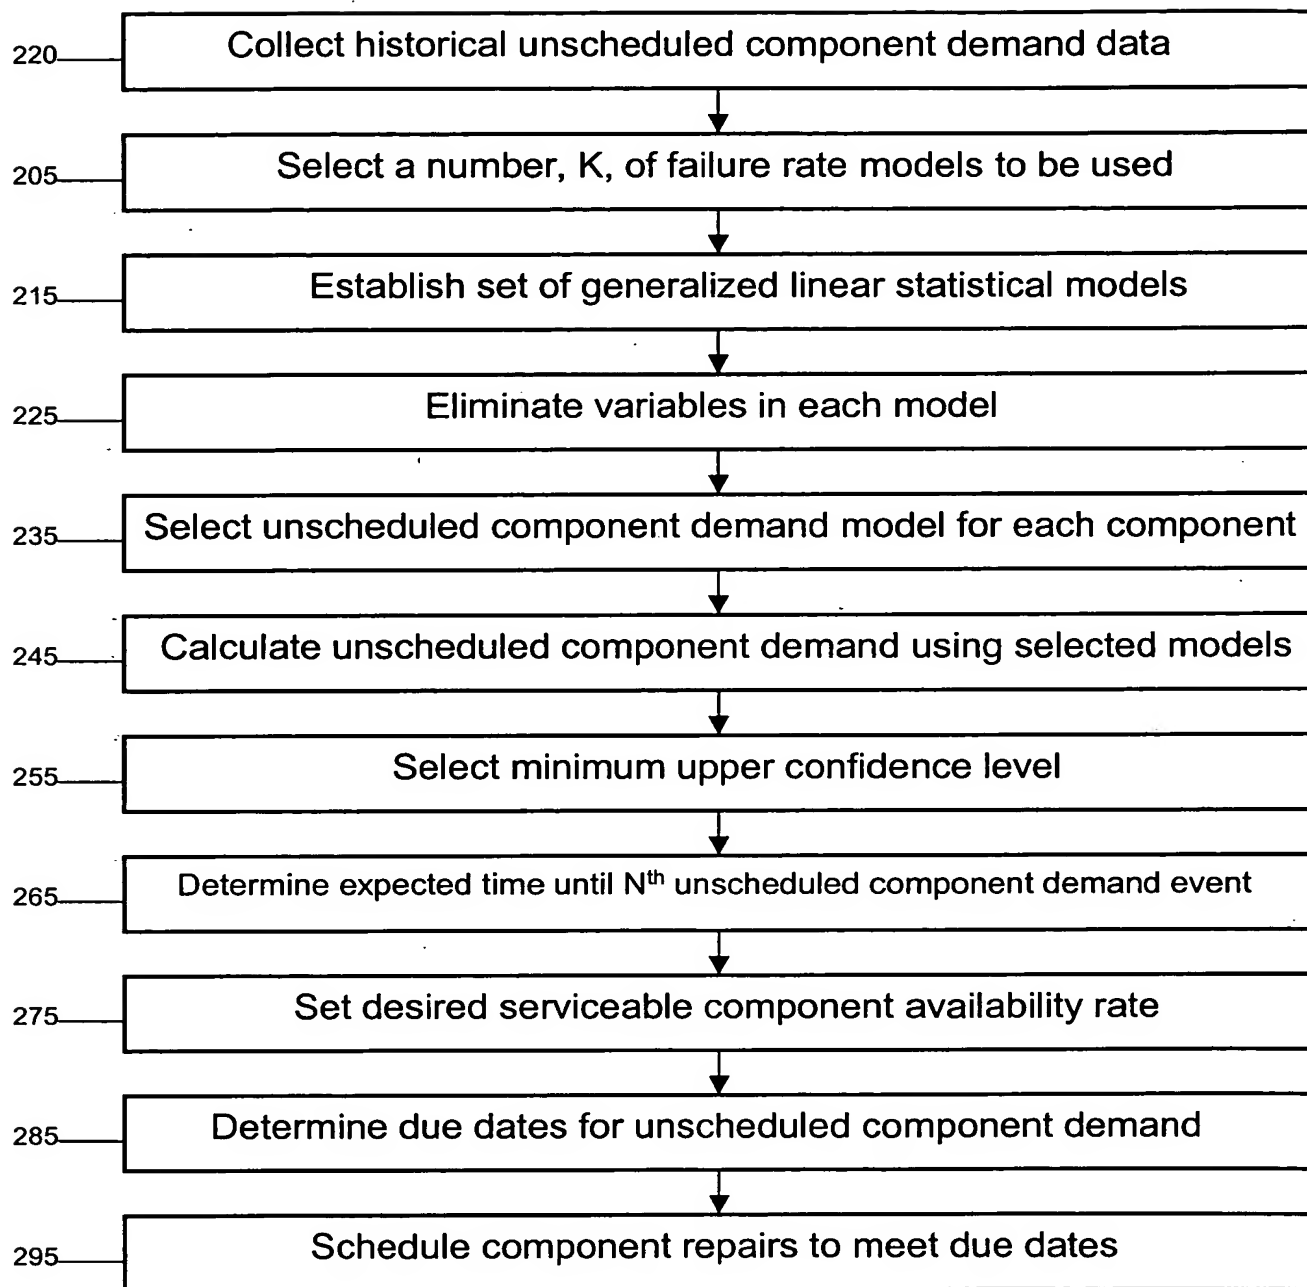 220 Collect historical unscheduled component demand data
205 Select a number, K, of failure rate models to be used
215 Establish set of generalized linear statistical models
225 Eliminate variables in each model
235 Select unscheduled component demand model for each component
245 Calculate unscheduled component demand using selected models
255 Select minimum upper confidence level
265 Determine expected time until Nth unscheduled component demand event
275 Set desired serviceable component availability rate
285 Determine due dates for unscheduled component demand
295 Schedule component repairs to meet due dates